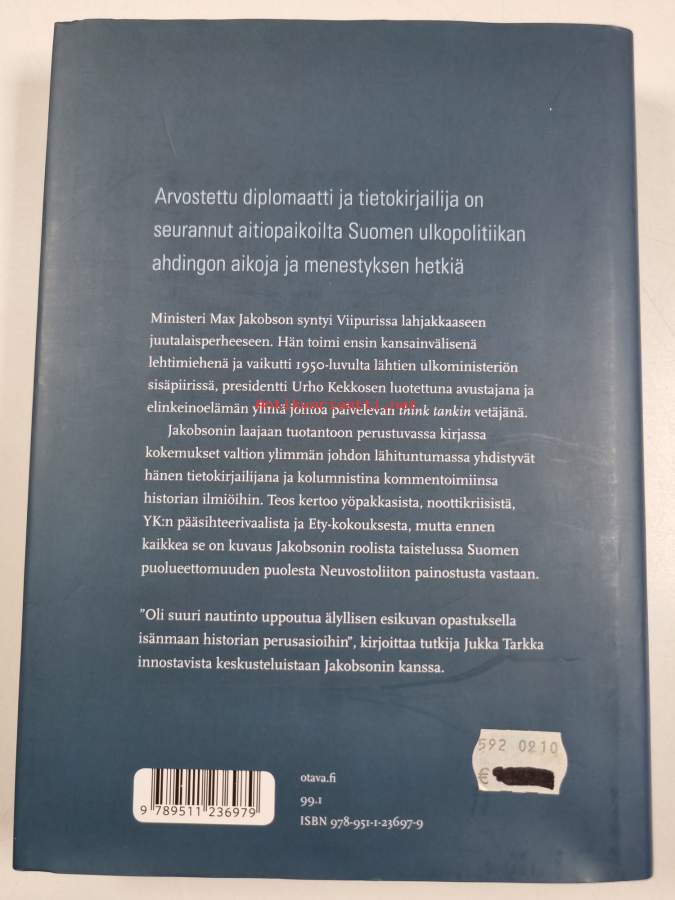 Arvostettu diplomaatti ja tietokirjailija on
seurannut aitiopaikoilta Suomen ulkopolitiikan
ahdingon aikoja ja menestyksen hetkiä
Ministeri Max Jakobson syntyi Viipurissa lahjakkaaseen
juutalaisperheeseen. Hän toimi ensin kansainvälisenä
lehtimiehenä ja vaikutti 1950-luvulta lähtien ulkoministeriön
sisäpiirissä, presidentti Urho Kekkosen luotettuna avustajana ja
elinkeinoelämän ylintä johtoa palvelevan think tankin vetäjänä.
antikvariaatti.net
Jakobsonin laajaan tuotantoon perustuvassa kirjassa
kokemukset valtion ylimmän johdon lähituntumassa yhdistyvät
hänen tietokirjailijana ja kolumnistina kommentoimiinsa
historian ilmiöihin. Teos kertoo yöpakkasista, noottikriisistä,
YK:n pääsihteerivaalista ja Ety-kokouksesta, mutta ennen
kaikkea se on kuvaus Jakobsonin roolista taistelussa Suomen
puolueettomuuden puolesta Neuvostoliiton painostusta vastaan.
"Oli suuri nautinto uppoutua älyllisen esikuvan opastuksella
isänmaan historian perusasioihin", kirjoittaa tutkija Jukka Tarkka
innostavista keskusteluistaan Jakobsonin kanssa.
592 0210
€
9 789511 236979
otava.fi
99.1
ISBN 978-951-1-23697-9